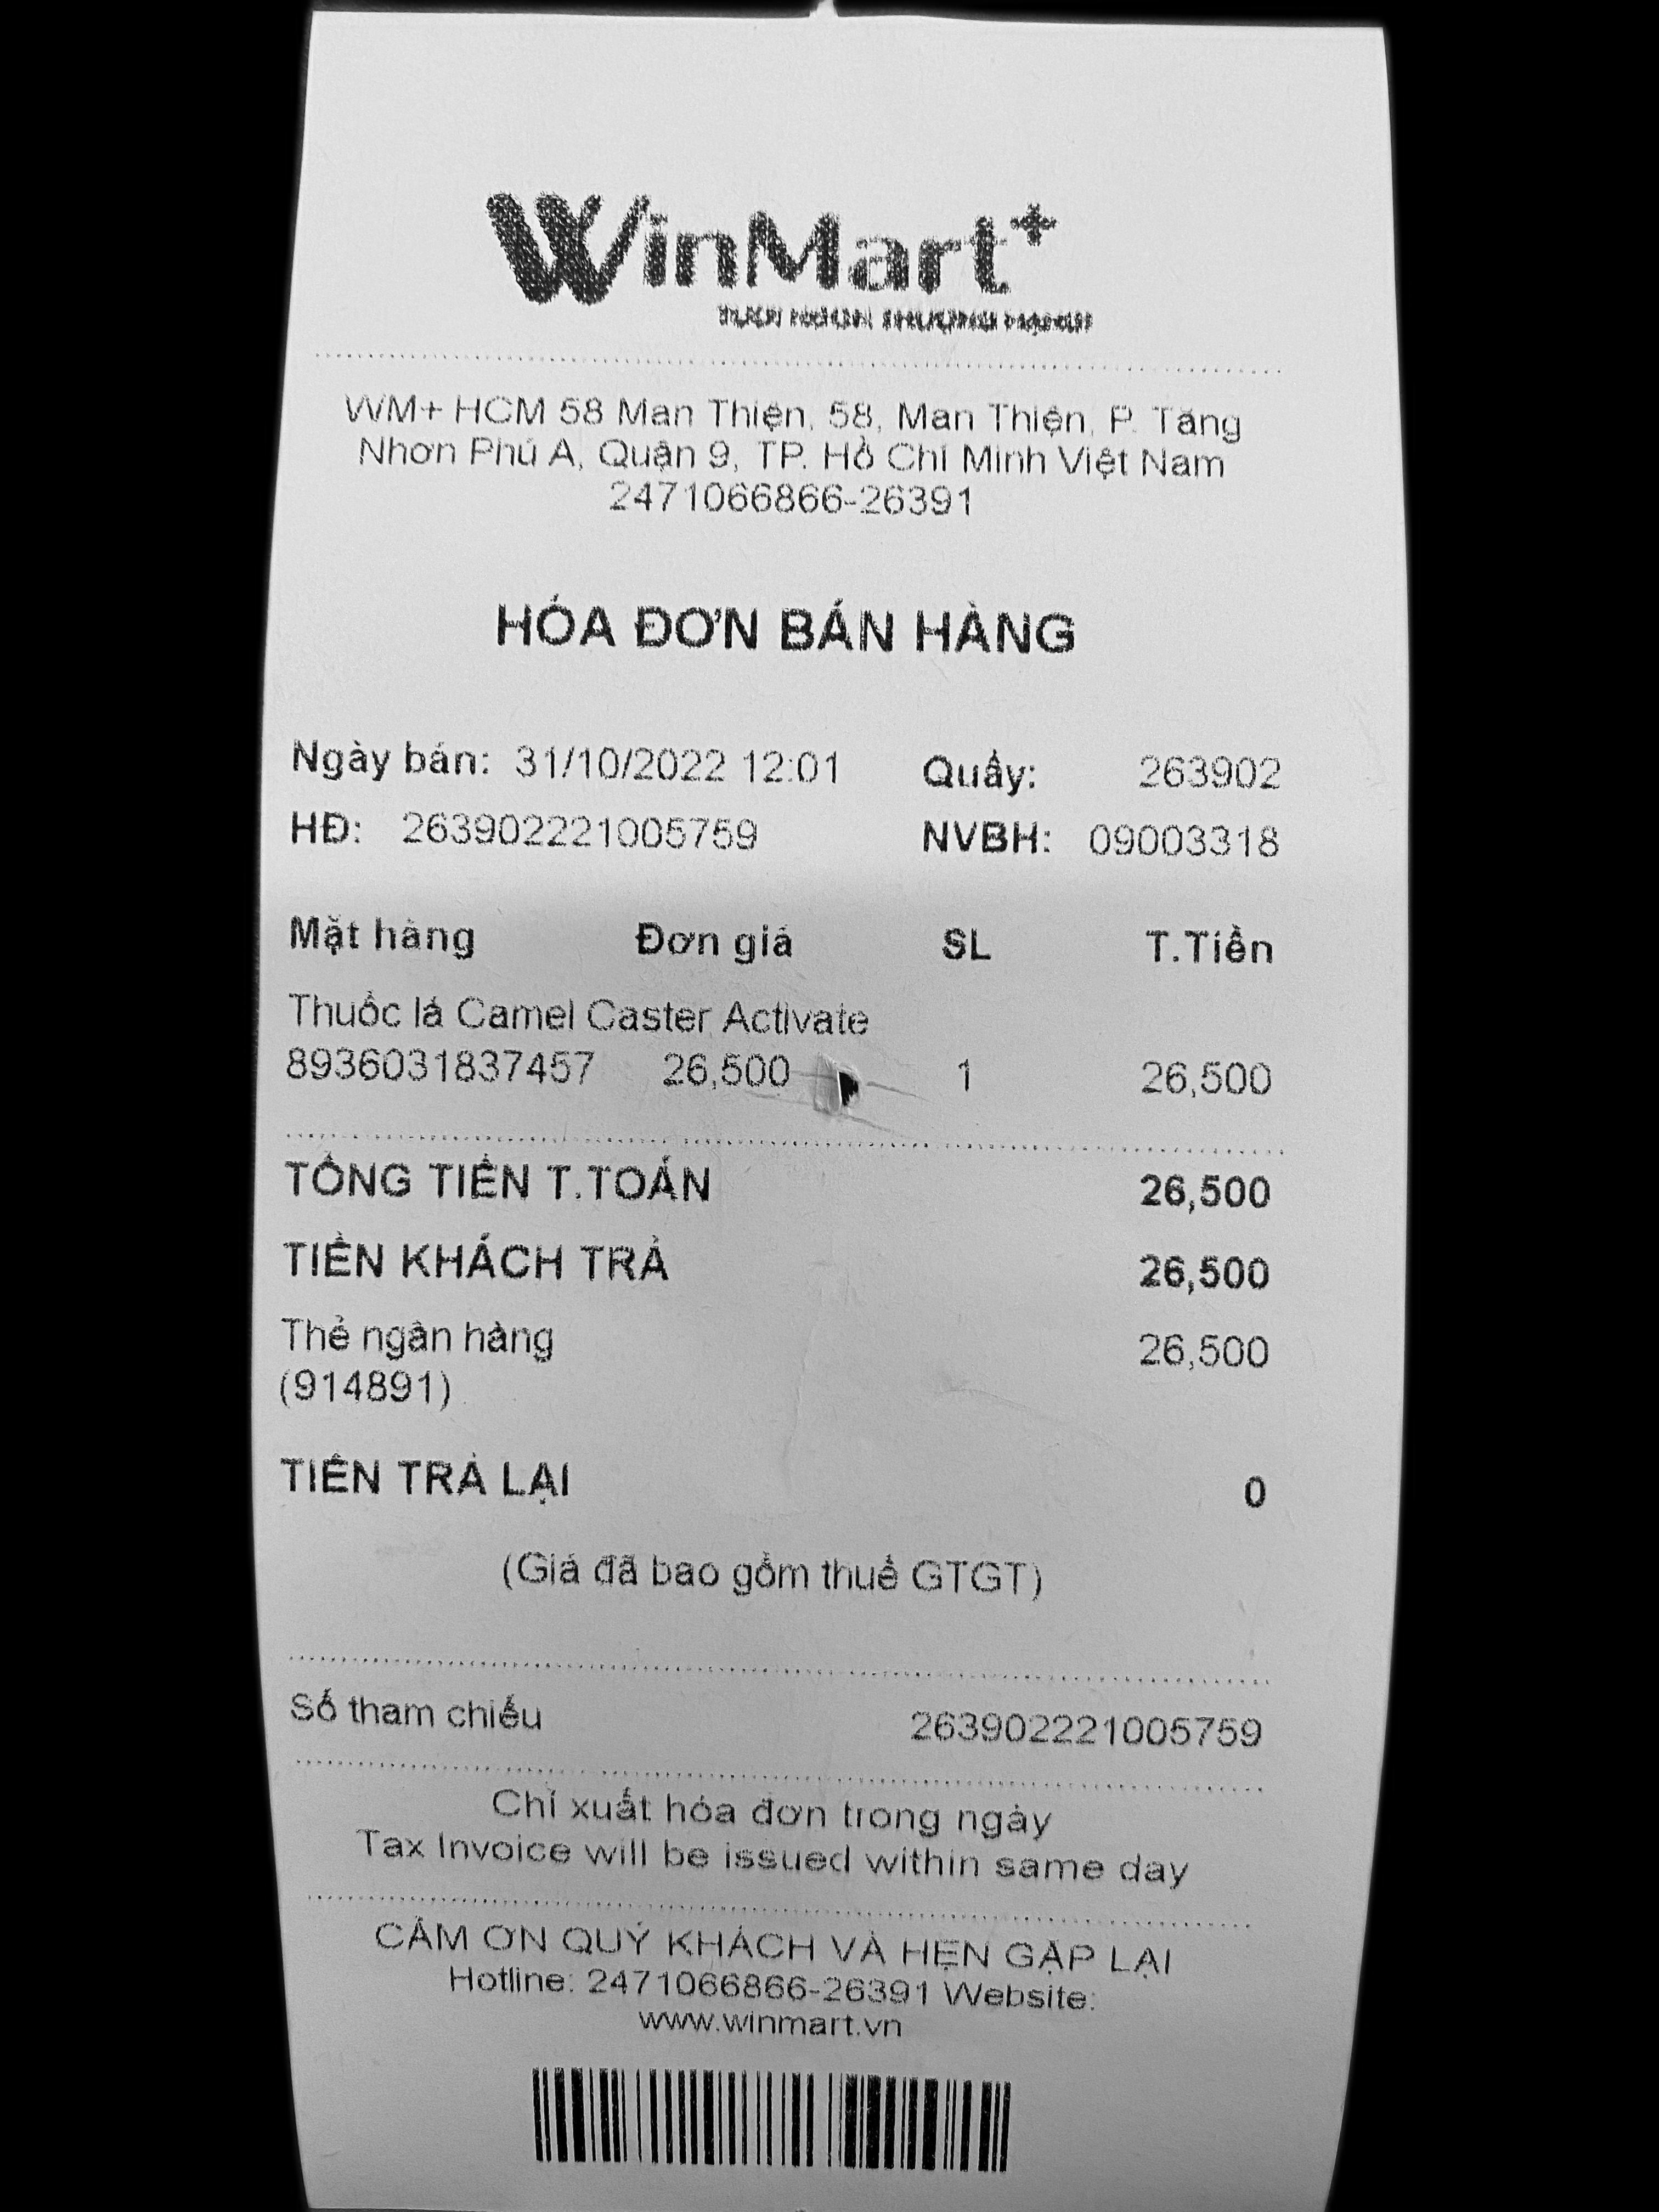 WinMart+
WM+ HCM 58 Man Thiện, 58, Man Thiện, P. Tăng
Nhơn Phú A, Quận 9, TP. Hồ Chí Minh Việt Nam
2471066866-26391
HÓA ĐƠN BÁN HÀNG
Ngày bán: 31/10/2022 12:01 Quầy: 263902
HĐ: 263902221005759 NVBH: 09003318
Mặt hàng Đơn giá SL T.Tiền
Thuốc lá Camel Caster Activate
8936031837457 26,500 1 26,500
TỔNG TIỀN T.TOÁN 26,500
TIỀN KHÁCH TRẢ 26,500
Thẻ ngân hàng 26,500
(914891)
TIỀN TRẢ LẠI 0
(Giá đã bao gồm thuế GTGT)
Số tham chiếu 263902221005759
Chỉ xuất hóa đơn trong ngày
Tax Invoice will be issued within same day
CẢM ƠN QUÝ KHÁCH VÀ HẸN GẶP LẠI
Hotline: 2471066866-26391 Website:
www.winmart.vn